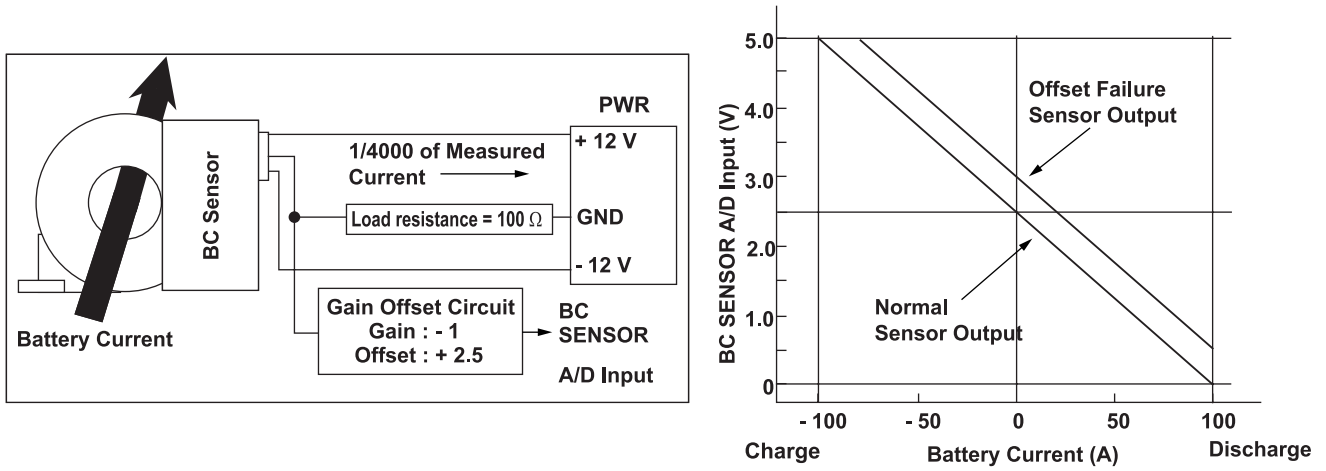 PWR
+ 12 V
1/4000 of Measured
Current
BC Sensor
Load resistance = 100 Ω
GND
- 12 V
Gain Offset Circuit
Gain : - 1
Offset : + 2.5
BC
SENSOR
A/D Input
Battery Current
BC SENSOR A/D Input (V)
5.0
4.0
3.0
2.0
1.0
0
Offset Failure
Sensor Output
Normal
Sensor Output
- 100
- 50
0
50
100
Charge
Battery Current (A)
Discharge